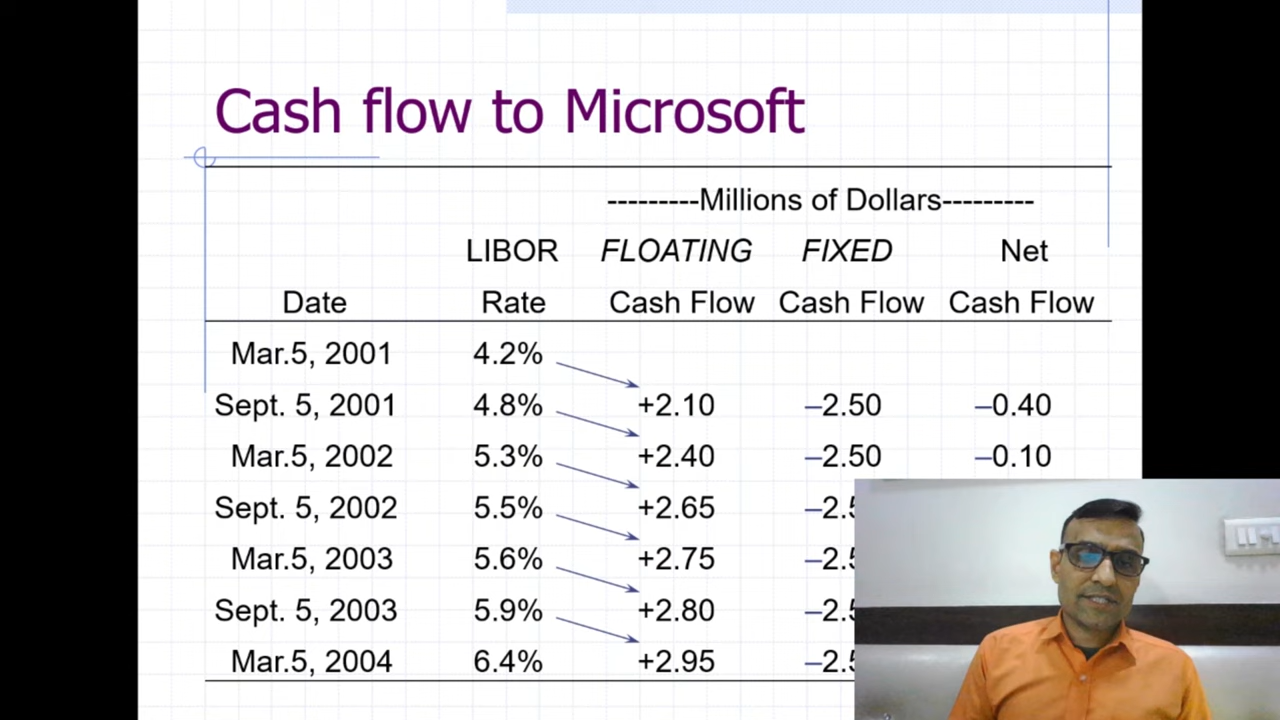 Cash flow to Microsoft
---------Millions of Dollars---------
LIBOR FLOATING FIXED Net
Date Rate Cash Flow Cash Flow Cash Flow
Mar.5, 2001 4.2%
Sept. 5, 2001 4.8% +2.10 –2.50 –0.40
Mar.5, 2002 5.3% +2.40 –2.50 –0.10
Sept. 5, 2002 5.5% +2.65
Mar.5, 2003 5.6% +2.75
Sept. 5, 2003 5.9% +2.80
Mar.5, 2004 6.4% +2.95